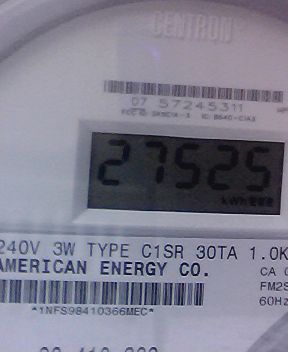 CENTRON
07 57245311
27525
kWh
240V 3W TYPE C1SR 30TA 1.0K
AMERICAN ENERGY CO.
CA
FM2S
60Hz
*1NFS98410366MEC*